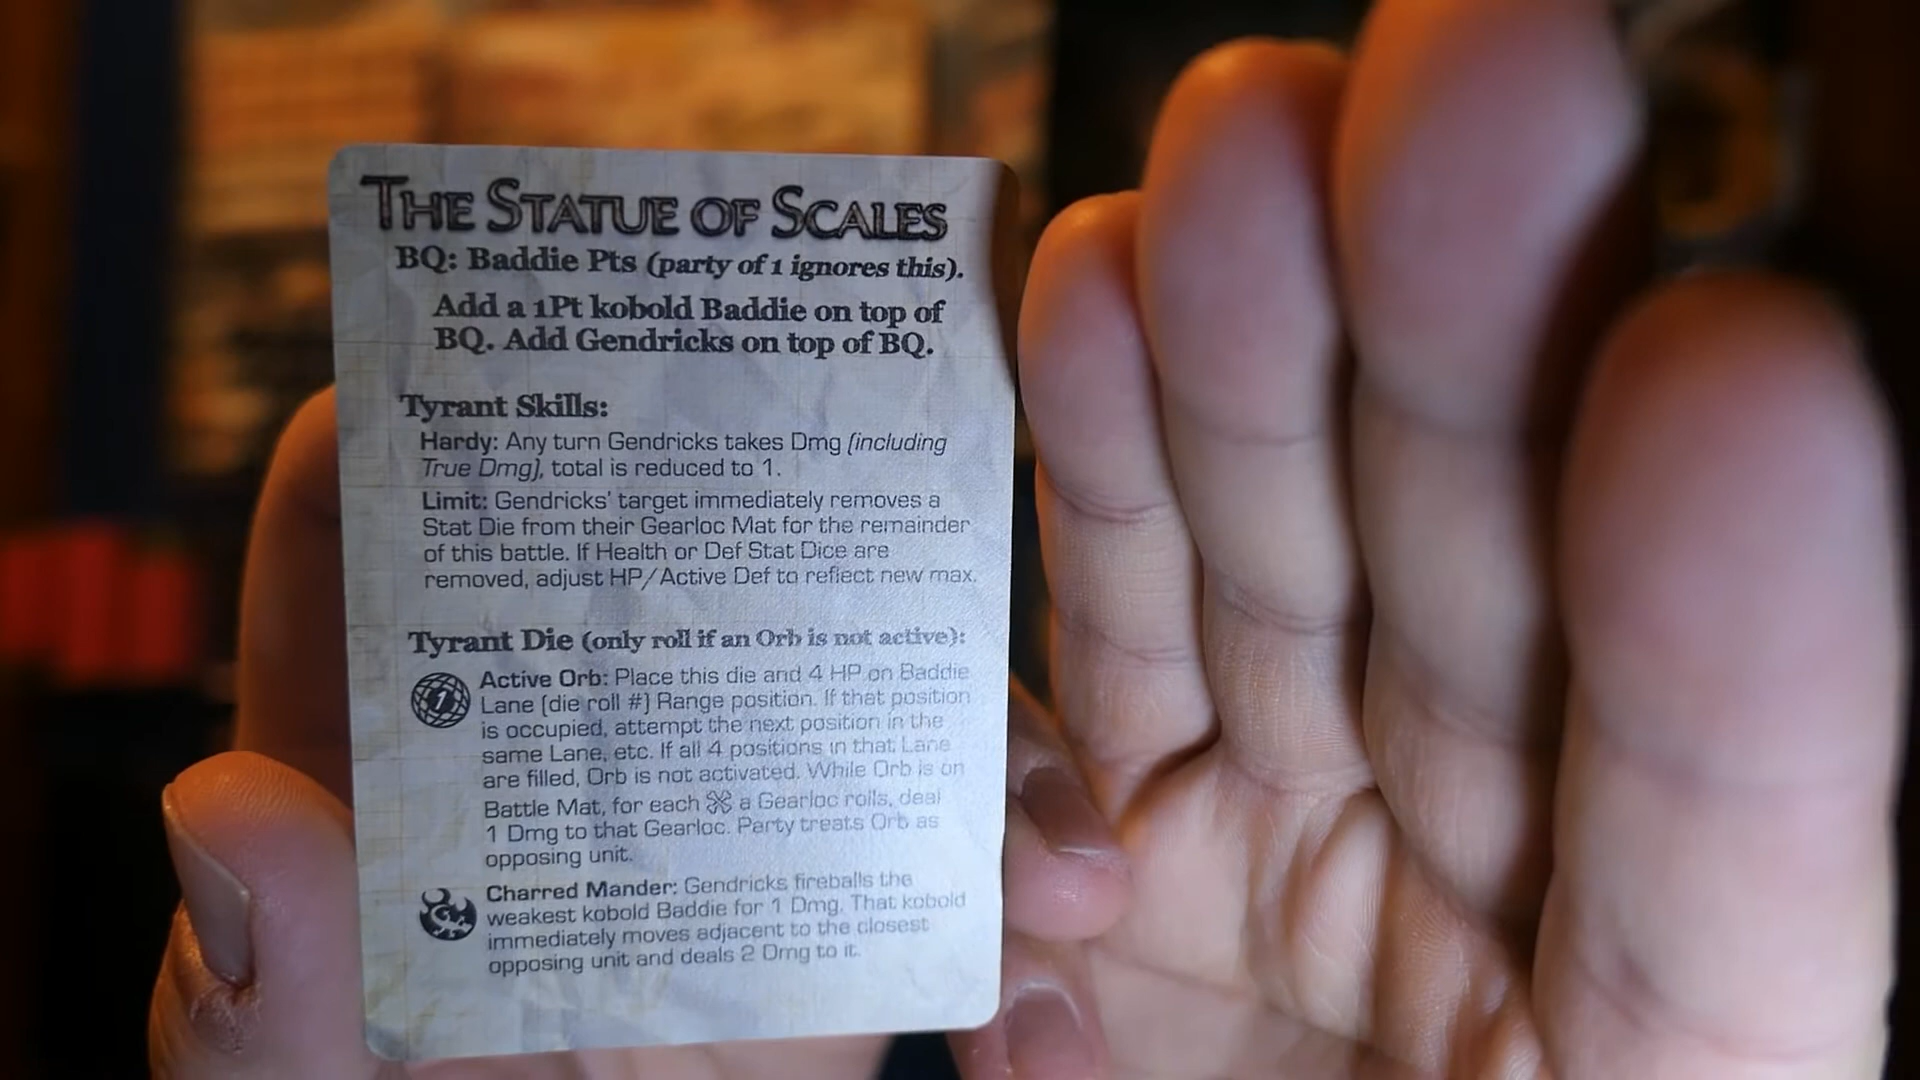 THE STATUE OF SCALES
BQ: Baddie Pts (party of 1 ignores this).
Add a 1Pt kobold Baddie on top of
BQ. Add Gendricks on top of BQ.
Tyrant Skills:
Hardy: Any turn Gendricks takes Dmg (including
True Dmg), total is reduced to 1.
Limit: Gendricks' target immediately removes a
Stat Die from their Gearloc Mat for the remainder
of this battle. If Health or Def Stat Dice are
removed, adjust HP/Active Def to reflect new max.
Tyrant Die (only roll if an Orb is not active):
1
Active Orb: Place this die and 4 HP on Baddie
Lane (die roll #) Range position. If that position
is occupied, attempt the next position in the
same Lane, etc. If all 4 positions in that Lane
are filled, Orb is not activated. While Orb is on
Battle Mat, for each a Gearloc rolls, deal
1 Dmg to that Gearloc. Party treats Orb as
opposing unit.
Charred Mander: Gendricks fireballs the
weakest kobold Baddie for 1 Dmg. That kobold
immediately moves adjacent to the closest
opposing unit and deals 2 Dmg to it.